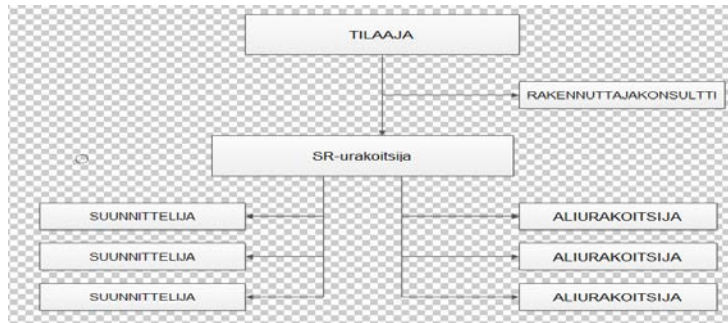 TILAAJA
RAKENNUTTAJAKONSULTTI
SR-urakoitsija
SUUNNITTELIJA
ALIURAKOITSIJA
SUUNNITTELIJA
ALIURAKOITSIJA
SUUNNITTELIJA
ALIURAKOITSIJA